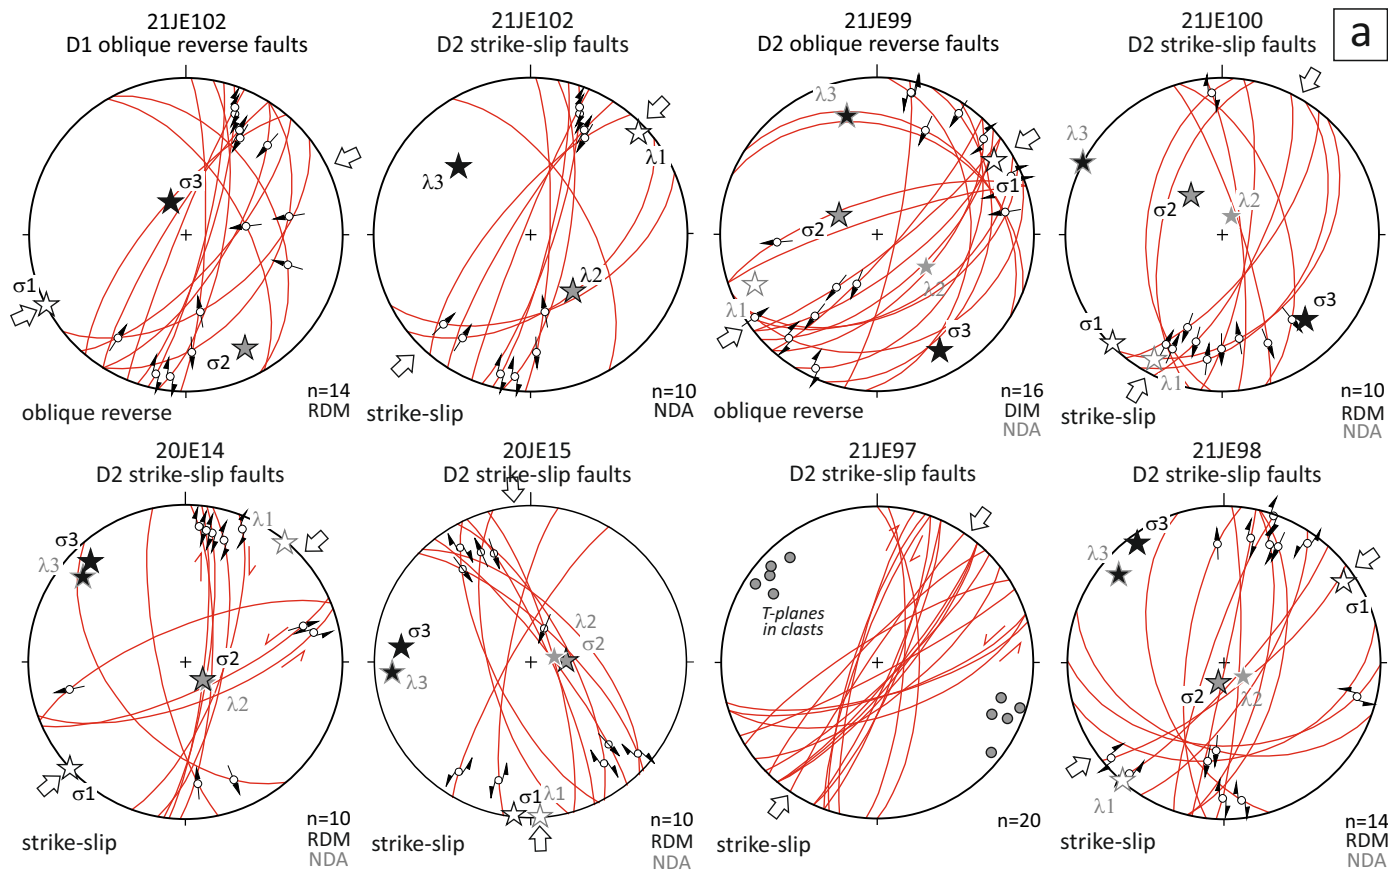 21JE102
D1 oblique reverse faults
σ3
σ1
σ2
n=14
RDM
oblique reverse
21JE102
D2 strike-slip faults
λ1
λ3
λ2
n=10
NDA
strike-slip
21JE99
D2 oblique reverse faults
λ3
σ1
σ2
λ2
λ1
σ3
n=16
DIM
NDA
oblique reverse
21JE100
D2 strike-slip faults
a
λ3
λ2
σ2
σ3
σ1
λ1
n=10
RDM
NDA
strike-slip
20JE14
D2 strike-slip faults
λ1
σ3
λ3
σ2
λ2
σ1
n=10
RDM
NDA
strike-slip
20JE15
D2 strike-slip faults
λ2
σ2
σ3
λ3
σ1
λ1
n=10
RDM
NDA
strike-slip
21JE97
D2 strike-slip faults
T-planes
in clasts
n=20
21JE98
D2 strike-slip faults
σ3
λ3
σ1
σ2
λ2
λ1
n=14
RDM
NDA
strike-slip